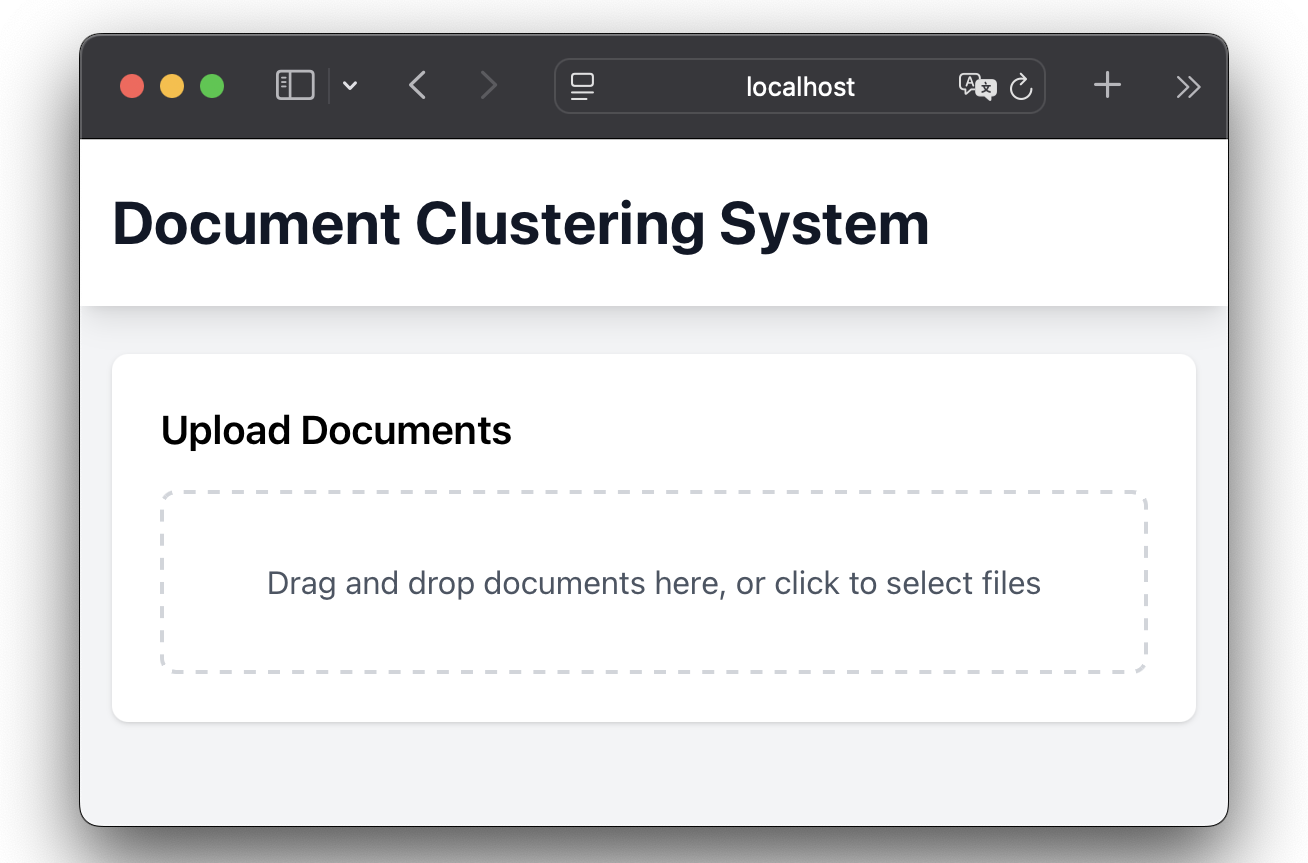 localhost
Document Clustering System
Upload Documents
Drag and drop documents here, or click to select files